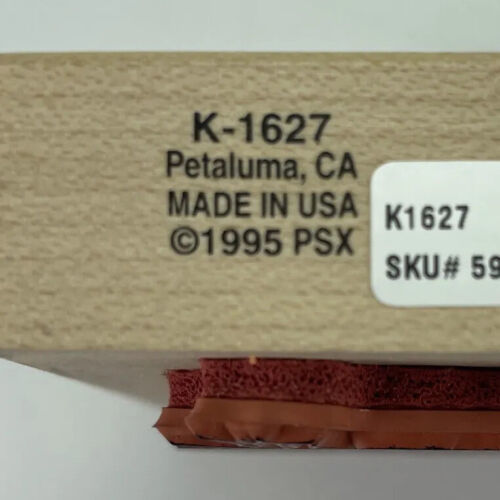 K-1627
Petaluma, CA
MADE IN USA
©1995 PSX
K1627
SKU# 59